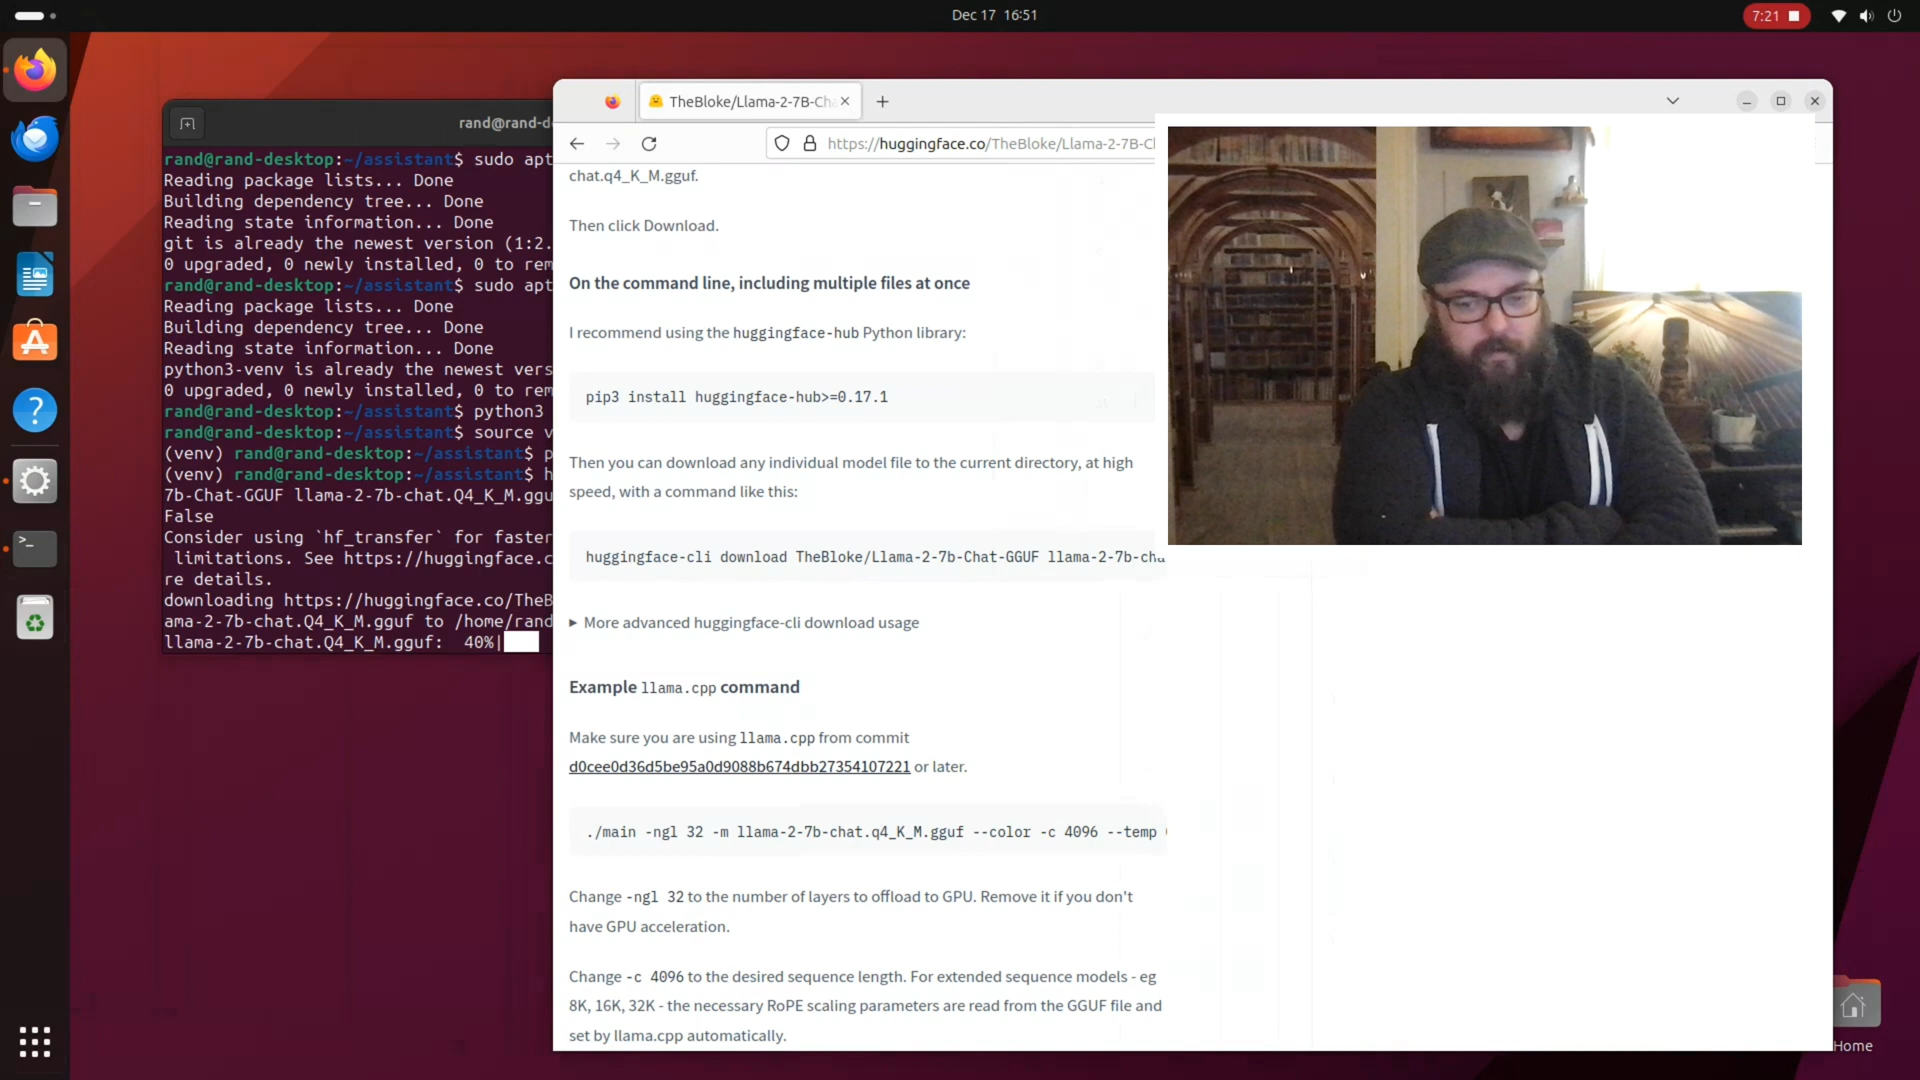 Dec 17 16:51
7:21
rand@rand-d
rand@rand-desktop:~/assistant$ sudo apt
Reading package lists... Done
Building dependency tree... Done
Reading state information... Done
git is already the newest version (1:2.
0 upgraded, 0 newly installed, 0 to rem
rand@rand-desktop:~/assistant$ sudo apt
Reading package lists... Done
Building dependency tree... Done
Reading state information... Done
python3-venv is already the newest vers
0 upgraded, 0 newly installed, 0 to rem
rand@rand-desktop:~/assistant$ python3
rand@rand-desktop:~/assistant$ source v
(venv) rand@rand-desktop:~/assistant$ p
(venv) rand@rand-desktop:~/assistant$ h
7b-Chat-GGUF llama-2-7b-chat.Q4_K_M.ggu
False
Consider using `hf_transfer` for faster
limitations. See https://huggingface.c
re details.
downloading https://huggingface.co/TheB
ama-2-7b-chat.Q4_K_M.gguf to /home/rand
llama-2-7b-chat.Q4_K_M.gguf: 40%|
TheBloke/Llama-2-7B-Cha
https://huggingface.co/TheBloke/Llama-2-7B-C
chat.q4_K_M.gguf.
Then click Download.
On the command line, including multiple files at once
I recommend using the huggingface-hub Python library:
pip3 install huggingface-hub>=0.17.1
Then you can download any individual model file to the current directory, at high
speed, with a command like this:
huggingface-cli download TheBloke/Llama-2-7b-Chat-GGUF llama-2-7b-cha
More advanced huggingface-cli download usage
Example llama.cpp command
Make sure you are using llama.cpp from commit
d0cee0d36d5be95a0d9088b674dbb27354107221 or later.
./main -ngl 32 -m llama-2-7b-chat.q4_K_M.gguf --color -c 4096 --temp
Change -ngl 32 to the number of layers to offload to GPU. Remove it if you don't
have GPU acceleration.
Change -c 4096 to the desired sequence length. For extended sequence models - eg
8K, 16K, 32K - the necessary RoPE scaling parameters are read from the GGUF file and
set by llama.cpp automatically.
Home